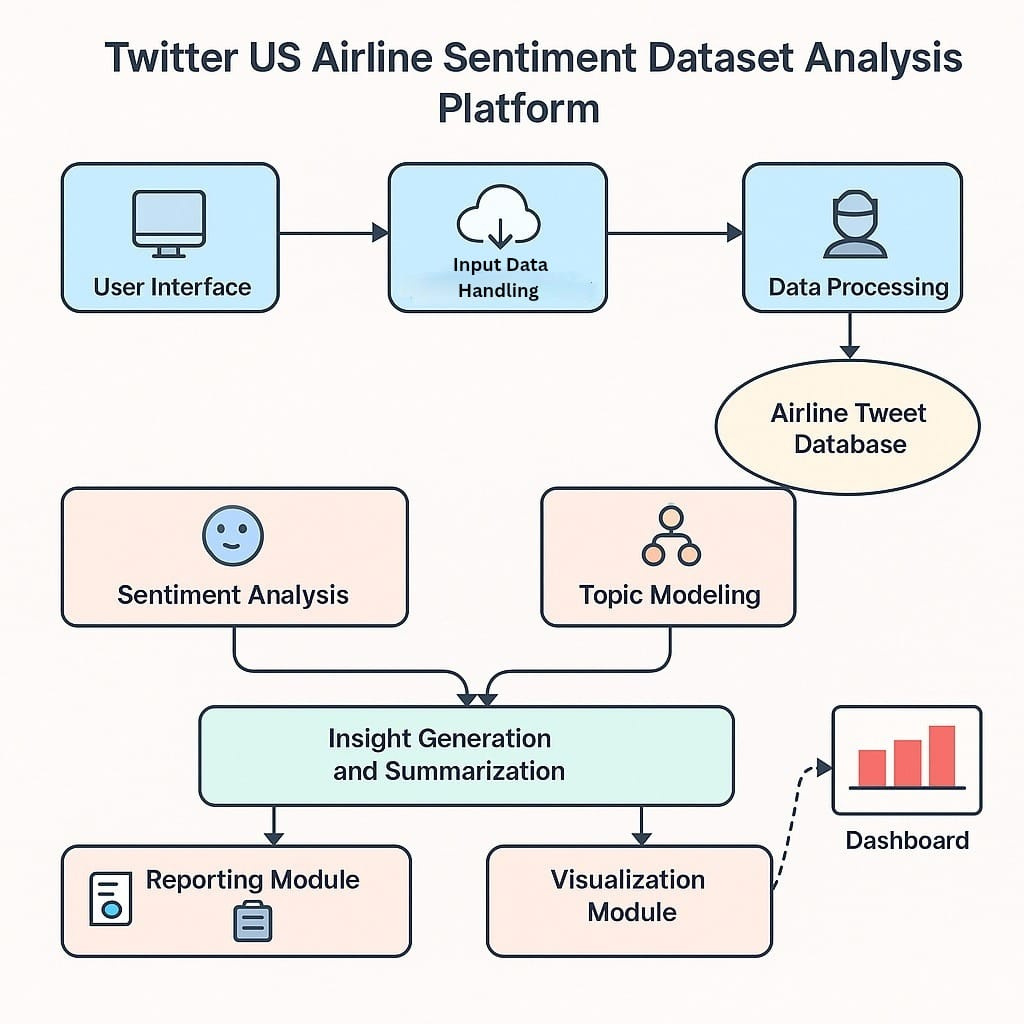 Twitter US Airline Sentiment Dataset Analysis
Platform
User Interface
Input Data
Handling
Data Processing
Airline Tweet
Database
Sentiment Analysis
Topic Modeling
Insight Generation
and Summarization
Dashboard
Reporting Module
Visualization
Module